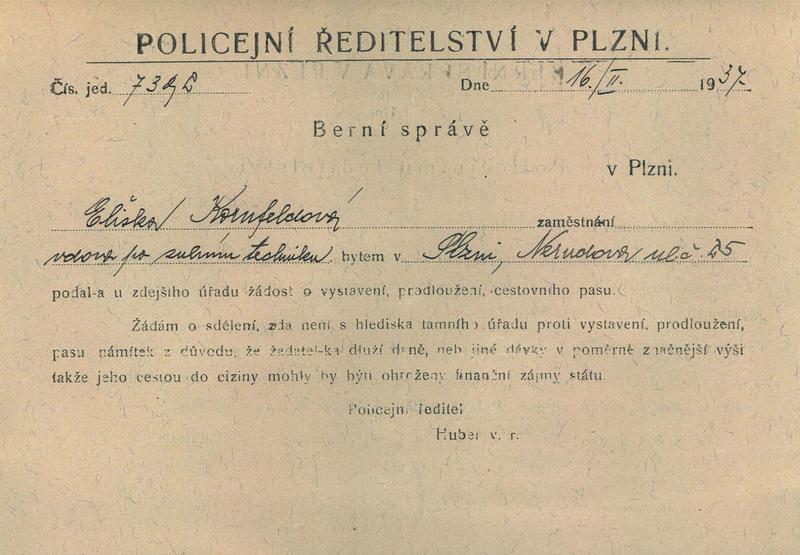 POLICEJNÍ ŘEDITELSTVÍ V PLZNI.
Čís. jed. Dne 16./II. 1937.
Berní správě
v Plzni.
Eliška Kornfeldová zaměstnání
vdova po zubním techniku bytem v Plzni, Nerudova ul. č. 25
podal-a u zdejšího úřadu žádost o vystavení, prodloužení, cestovního pasu.
Žádám o sdělení, zda není s hlediska tamního úřadu proti vystavení, prodloužení,
pasu námitek z důvodu, že žadatel-ka dluží daně, neb jiné dávky v poměrně značnější výši
takže jeho cestou do ciziny mohly by býti ohroženy finanční zájmy státu.
Policejní ředitel
Huber v. r.